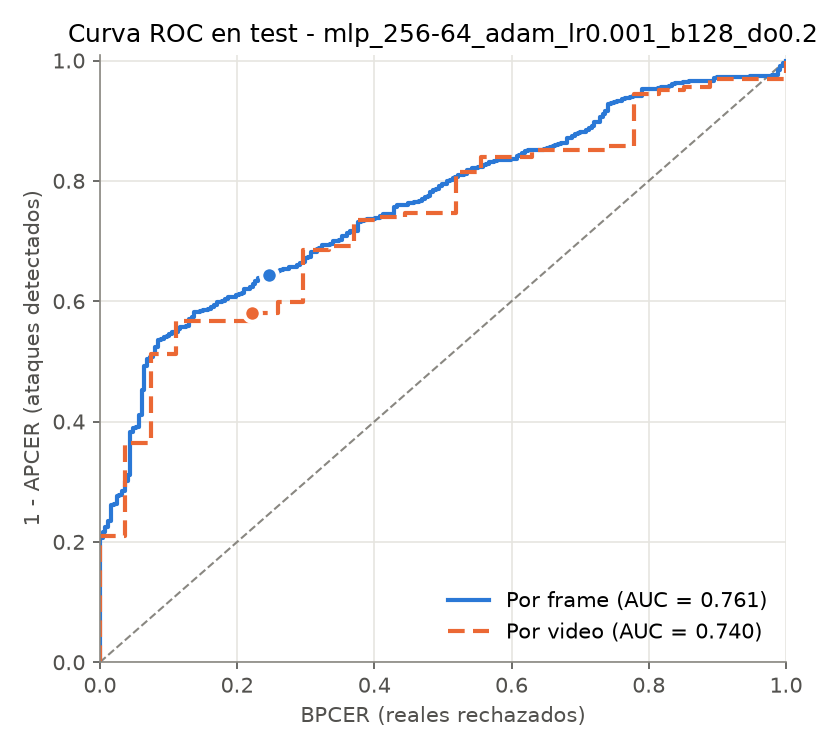 Curva ROC en test - mlp_256-64_adam_lr0.001_b128_do0.2
1 - APCER (ataques detectados)
1.0
0.8
0.6
0.4
0.2
0.0
Por frame (AUC = 0.761)
Por video (AUC = 0.740)
0.0 0.2 0.4 0.6 0.8 1.0
BPCER (reales rechazados)